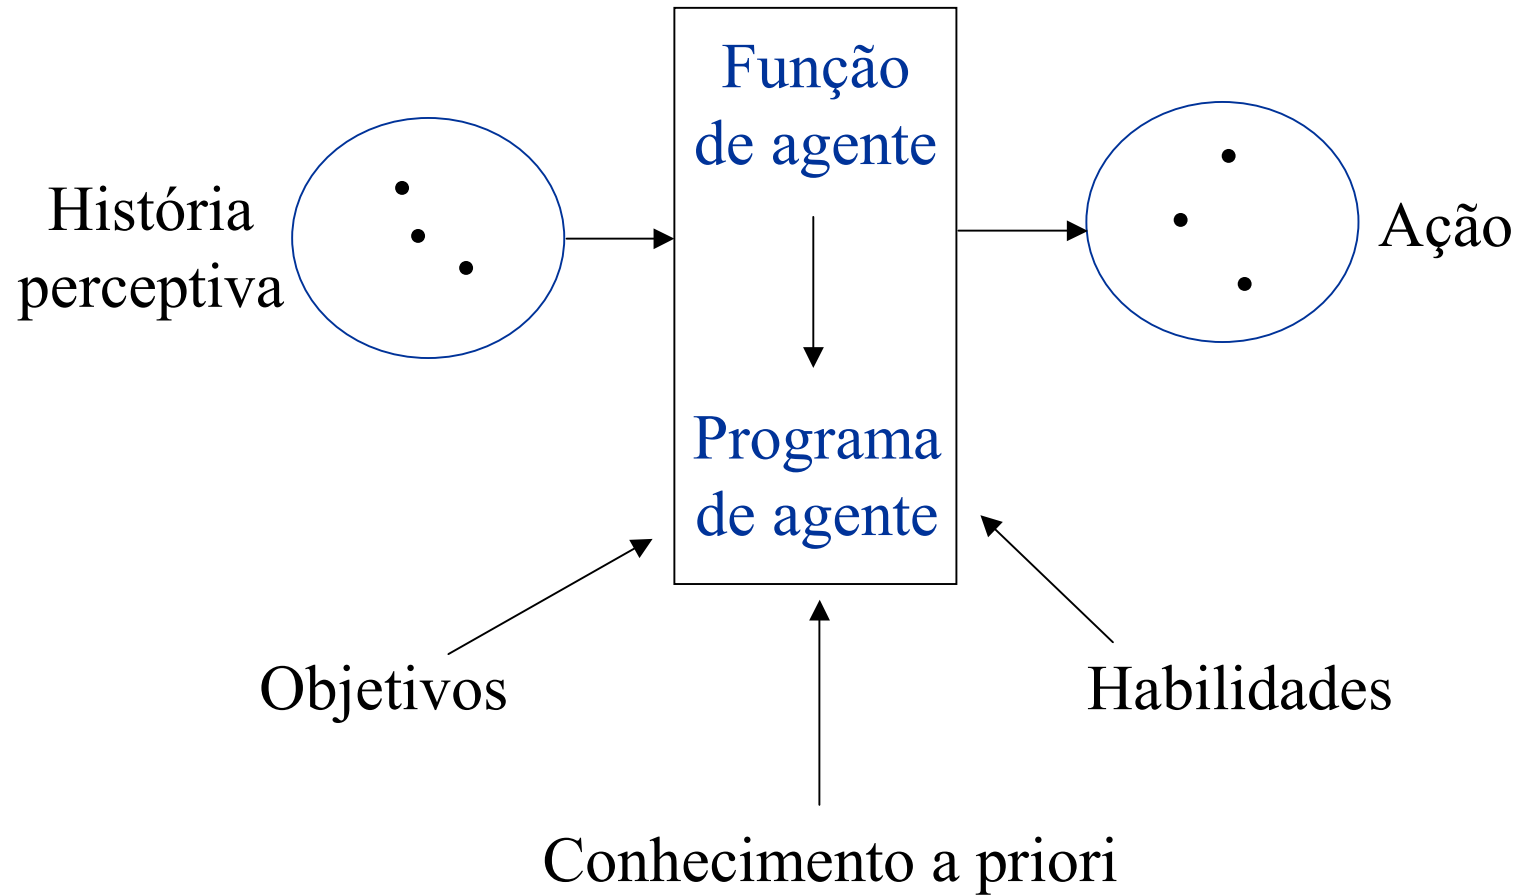 Função
de agente
História
perceptiva
Ação
Programa
de agente
Objetivos
Habilidades
Conhecimento a priori